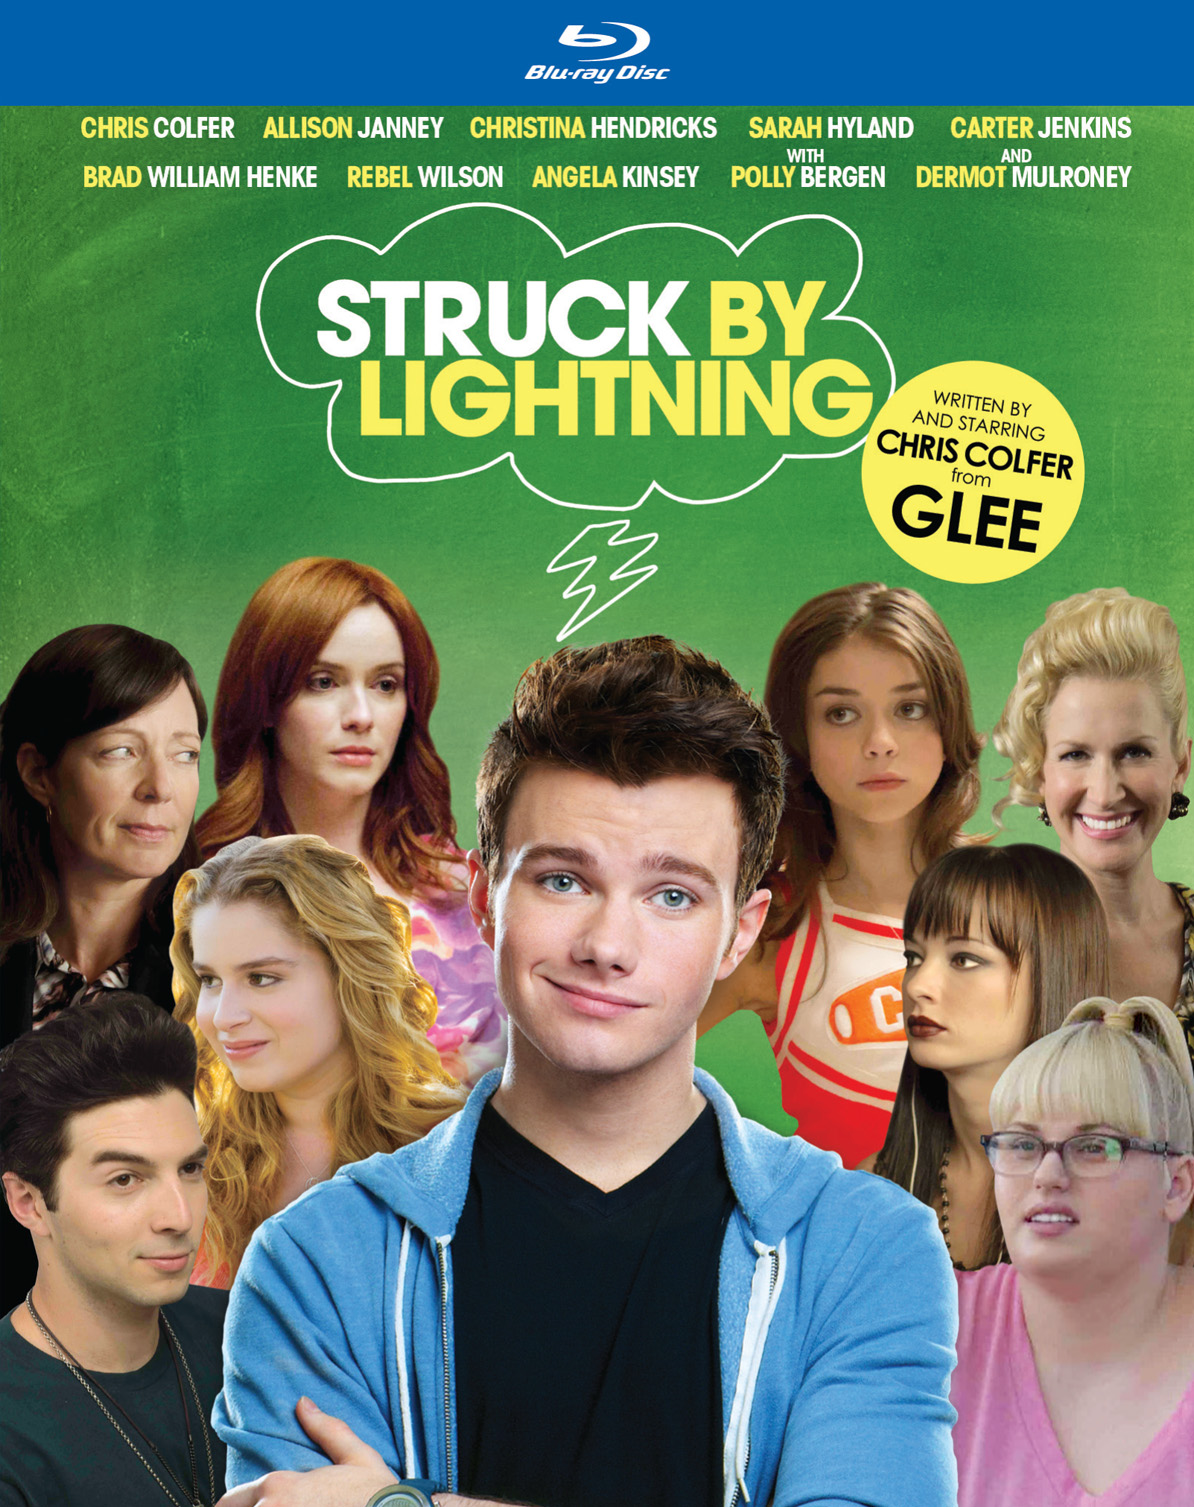 Blu-ray Disc
CHRIS COLFER ALLISON JANNEY CHRISTINA HENDRICKS SARAH HYLAND CARTER JENKINS
BRAD WILLIAM HENKE REBEL WILSON ANGELA KINSEY WITH POLLY BERGEN AND DERMOT MULRONEY
STRUCK BY
LIGHTNING
WRITTEN BY
AND STARRING
CHRIS COLFER
from
GLEE
C